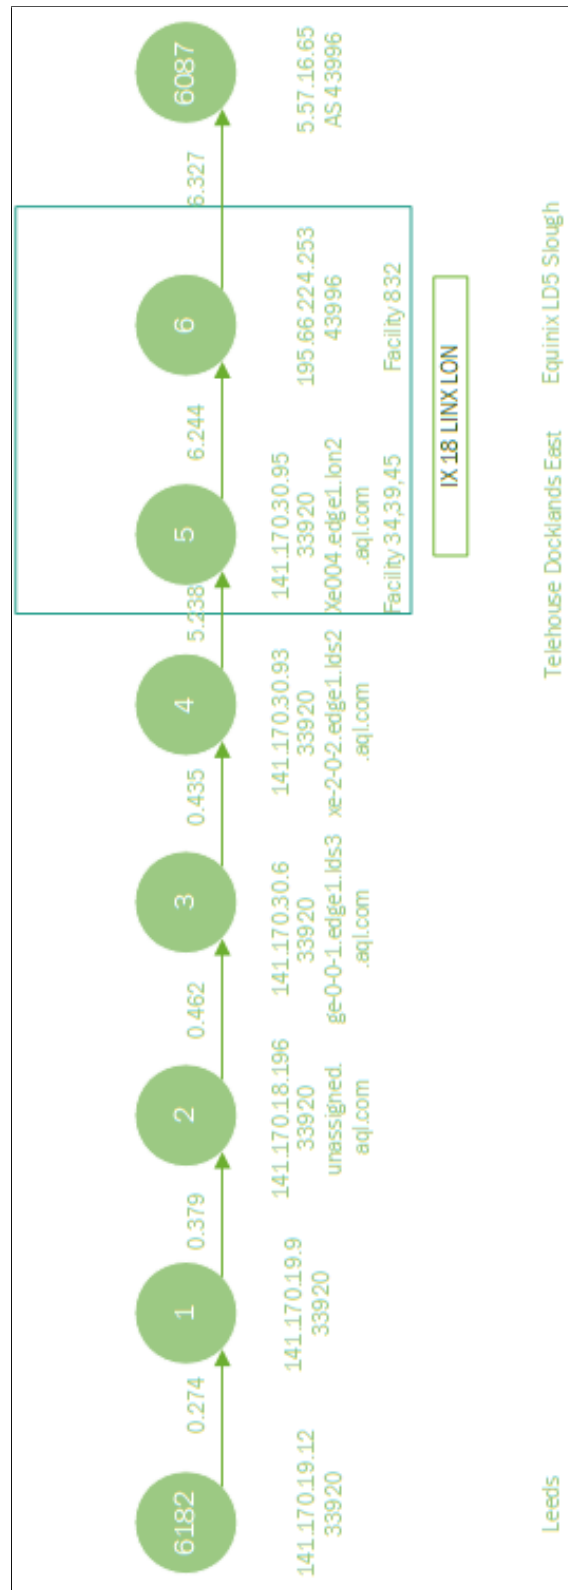 6182
1
2
3
4
5
6
6087
0.274
0.379
0.462
0.435
5.238
6.244
6.327
141.170.19.12
33920
141.170.19.9
33920
141.170.18.196
33920
unassigned.
aql.com
141.170.30.6
33920
ge-0-0-1.edge1.lds3
.aql.com
141.170.30.93
33920
xe-2-0-2.edge1.lds2
.aql.com
141.170.30.95
33920
Xe004.edge1.lon2
.aql.com
Facility 34,39,45
195.66.224.253
43996
Facility 832
5.57.16.65
AS 43996
IX 18 LINX LON
Leeds
Telehouse Docklands East
Equinix LD5 Slough